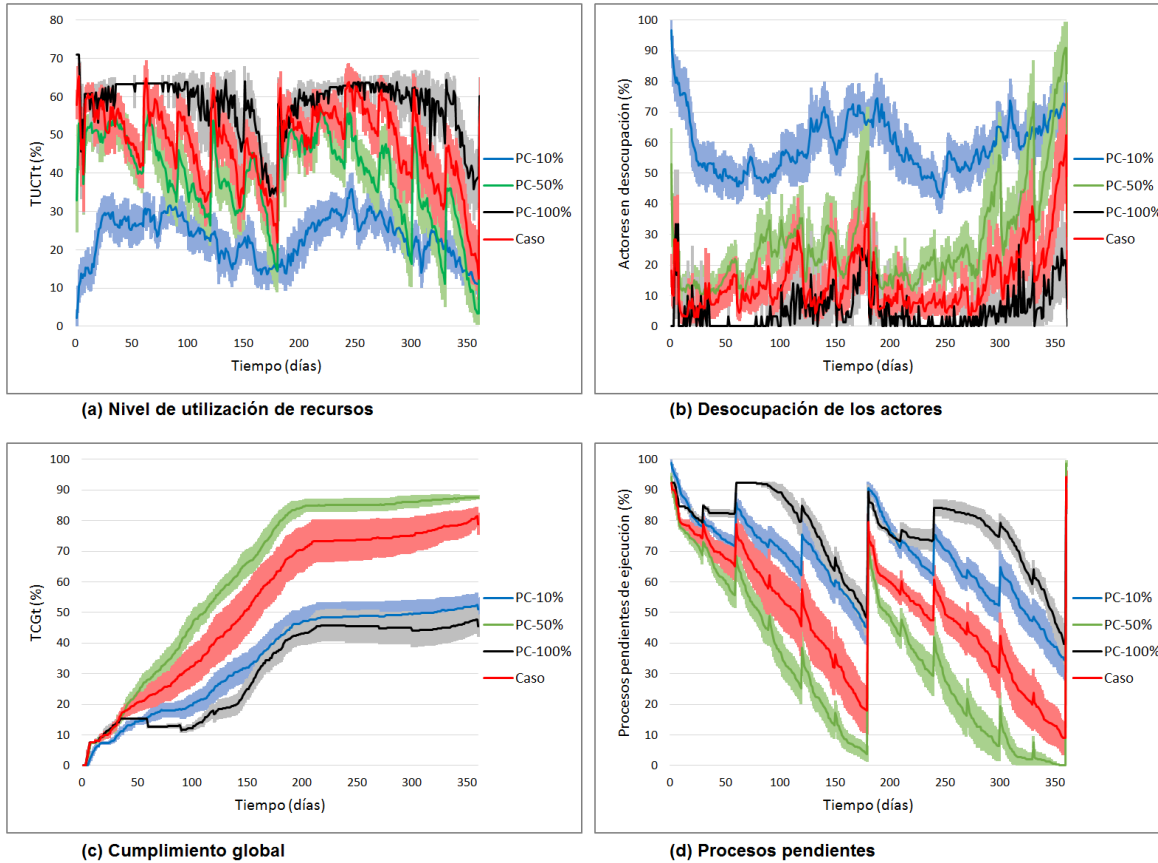 TUCTt (%)
80
70
60
50
40
30
20
10
0
0 50 100 150 200 250 300 350
Tiempo (días)
PC-10%
PC-50%
PC-100%
Caso
(a) Nivel de utilización de recursos
Actores en desocupación (%)
100
90
80
70
60
50
40
30
20
10
0
0 50 100 150 200 250 300 350
Tiempo (días)
PC-10%
PC-50%
PC-100%
Caso
(b) Desocupación de los actores
TCGt (%)
100
90
80
70
60
50
40
30
20
10
0
0 50 100 150 200 250 300 350
Tiempo (días)
PC-10%
PC-50%
PC-100%
Caso
(c) Cumplimiento global
Procesos pendientes de ejecución (%)
100
90
80
70
60
50
40
30
20
10
0
0 50 100 150 200 250 300 350
Tiempo (días)
PC-10%
PC-50%
PC-100%
Caso
(d) Procesos pendientes